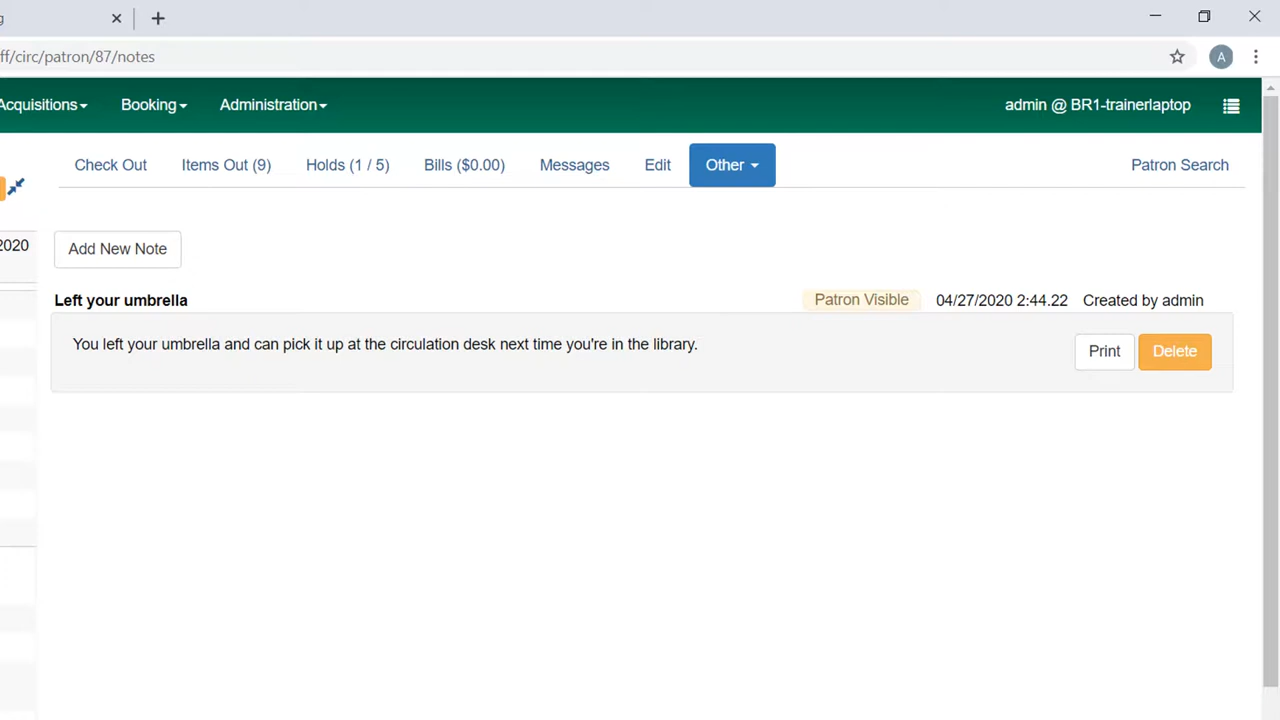 g
ff/circ/patron/87/notes
A
Acquisitions Booking Administration admin @ BR1-trainerlaptop
Check Out Items Out (9) Holds (1 / 5) Bills ($0.00) Messages Edit Other Patron Search
2020
Add New Note
Left your umbrella Patron Visible 04/27/2020 2:44.22 Created by admin
You left your umbrella and can pick it up at the circulation desk next time you're in the library. Print Delete